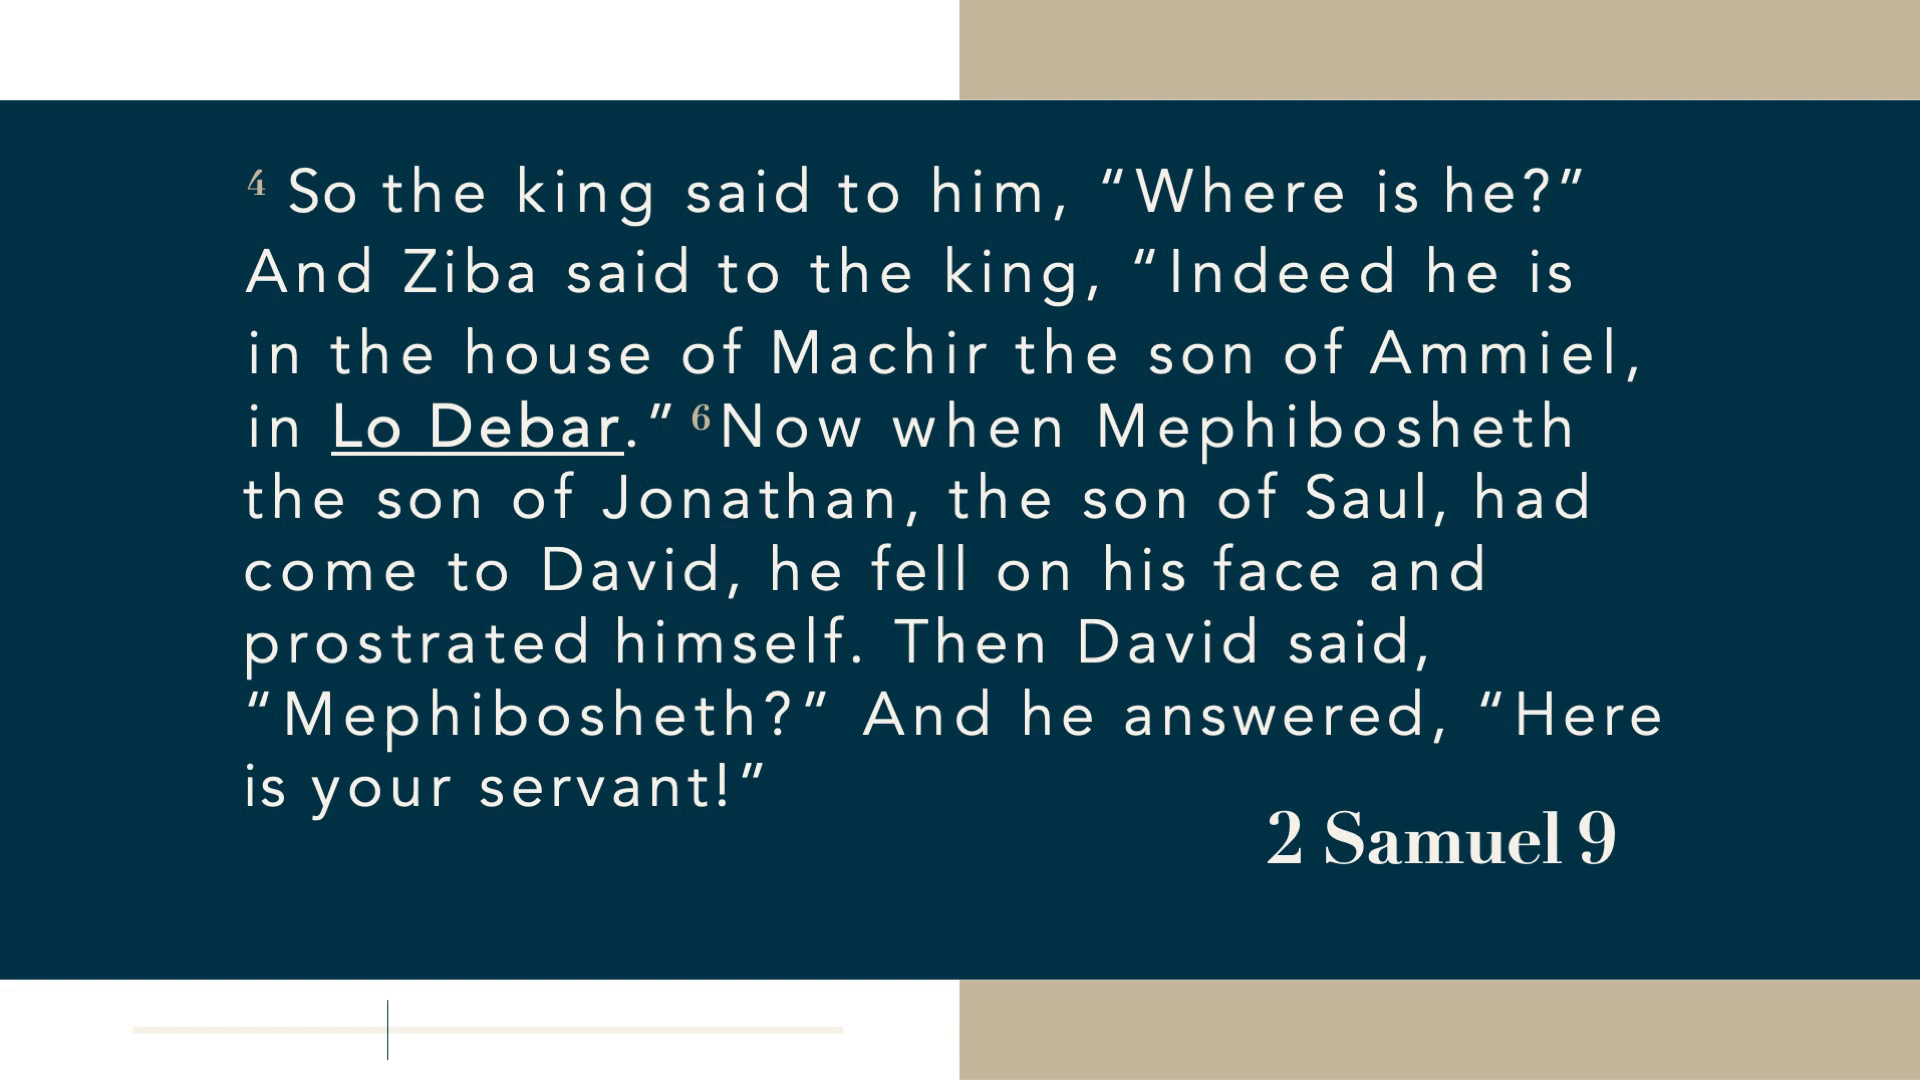 4 So the king said to him, “Where is he?”
And Ziba said to the king, “Indeed he is
in the house of Machir the son of Ammiel,
in Lo Debar.” 6 Now when Mephibosheth
the son of Jonathan, the son of Saul, had
come to David, he fell on his face and
prostrated himself. Then David said,
“Mephibosheth?” And he answered, “Here
is your servant!”
2 Samuel 9